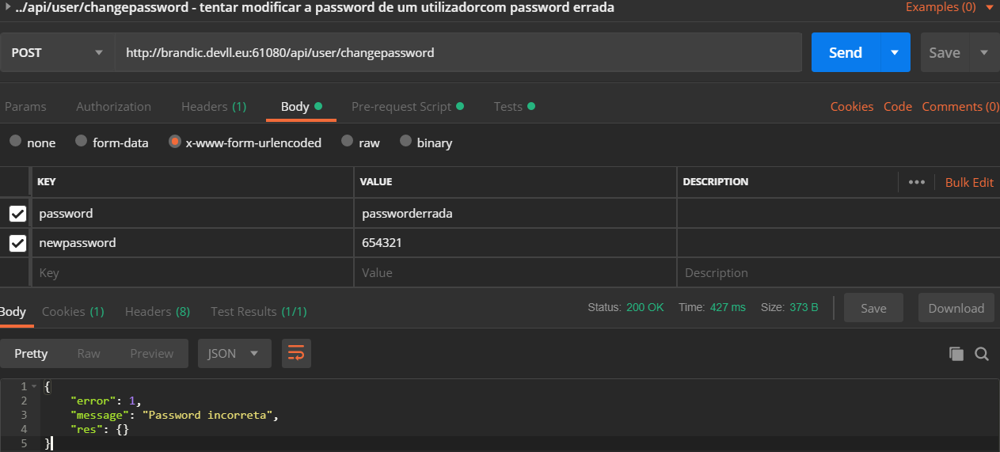 ../api/user/changepassword - tentar modificar a password de um utilizadorcom password errada Examples (0)
POST http://brandic.devll.eu:61080/api/user/changepassword Send Save
Params Authorization Headers (1) Body Pre-request Script Tests Cookies Code Comments (0)
none form-data x-www-form-urlencoded raw binary
KEY VALUE DESCRIPTION ••• Bulk Edit
password passworderrada
newpassword 654321
Key Value Description
Body Cookies (1) Headers (8) Test Results (1/1) Status: 200 OK Time: 427 ms Size: 373 B Save Download
Pretty Raw Preview JSON
1 {
2 "error": 1,
3 "message": "Password incorreta",
4 "res": {}
5 }